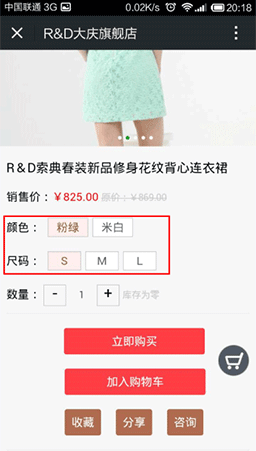 中国联通 3G 0.02K/s 20:18
R&D大庆旗舰店
R&D索典春装新品修身花纹背心连衣裙
销售价：￥825.00 原价：￥869.00
颜色： 粉绿 米白
尺码： S M L
数量： - 1 + 库存为零
立即购买
加入购物车
收藏 分享 咨询